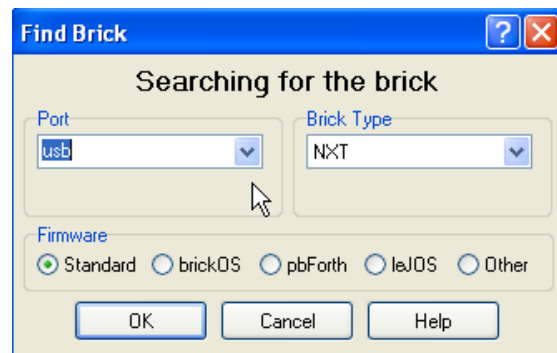 Find Brick
Searching for the brick
Port
Brick Type
usb
NXT
Firmware
Standard brickOS pbForth leJOS Other
OK Cancel Help